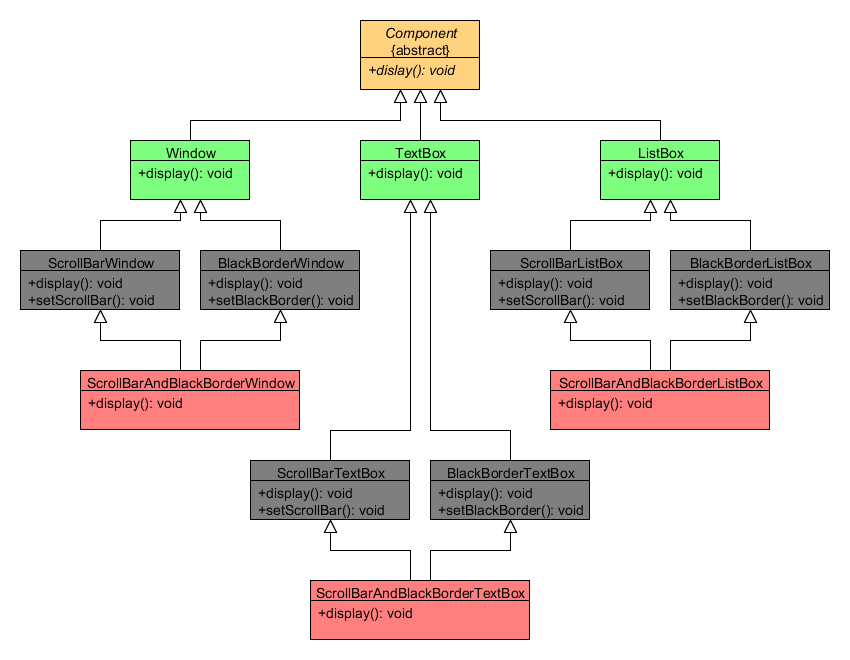 Component
{abstract}
+dislay(): void
Window
+display(): void
TextBox
+display(): void
ListBox
+display(): void
ScrollBarWindow
+display(): void
+setScrollBar(): void
BlackBorderWindow
+display(): void
+setBlackBorder(): void
ScrollBarListBox
+display(): void
+setScrollBar(): void
BlackBorderListBox
+display(): void
+setBlackBorder(): void
ScrollBarAndBlackBorderWindow
+display(): void
ScrollBarAndBlackBorderListBox
+display(): void
ScrollBarTextBox
+display(): void
+setScrollBar(): void
BlackBorderTextBox
+display(): void
+setBlackBorder(): void
ScrollBarAndBlackBorderTextBox
+display(): void